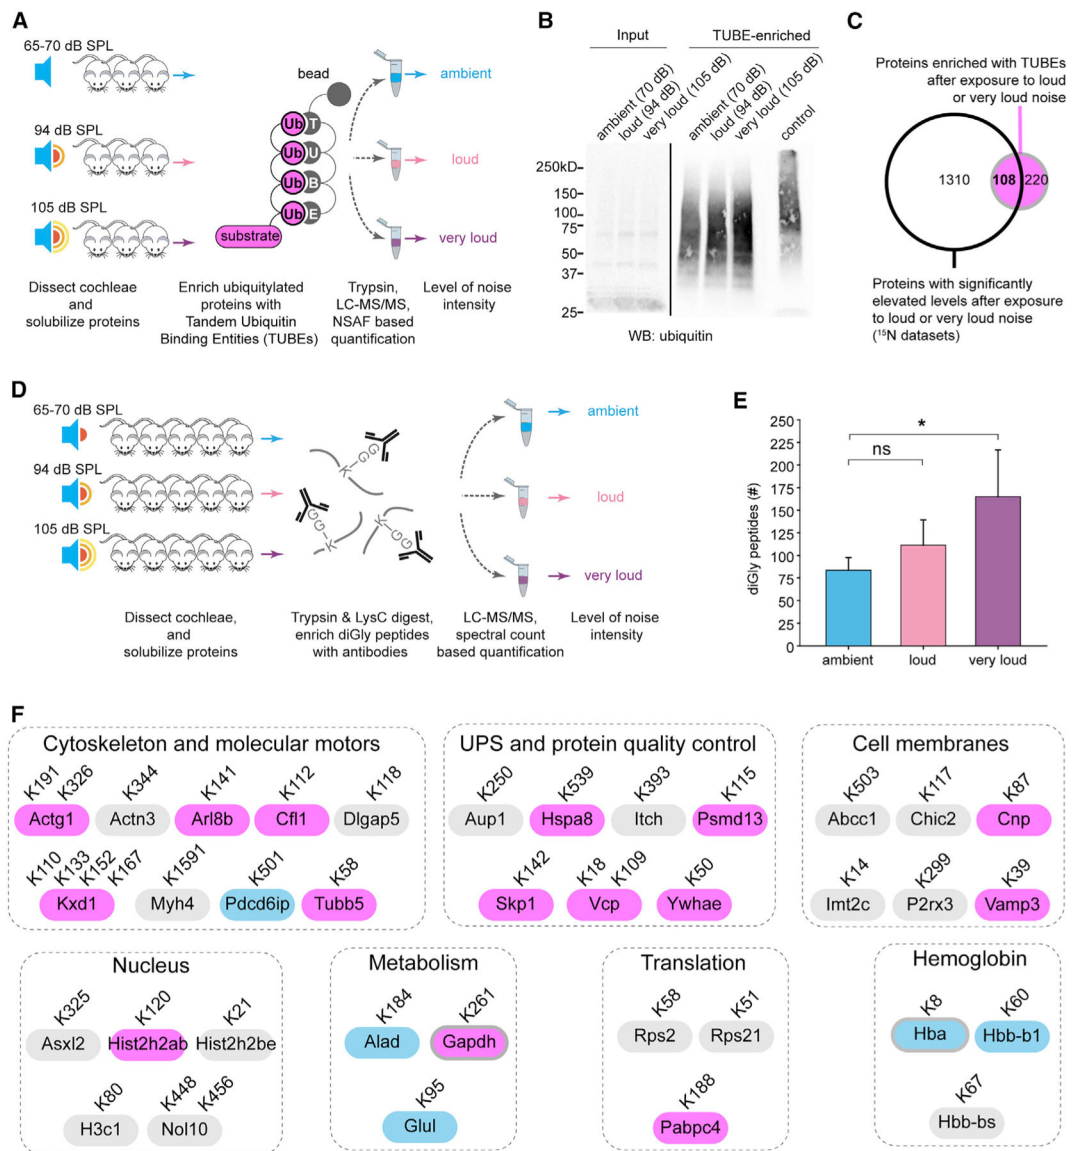 A
65-70 dB SPL
94 dB SPL
105 dB SPL
bead
Ub T
Ub U
Ub B
Ub E
substrate
ambient
loud
very loud
Dissect cochleae
and
solubilize proteins
Enrich ubiquitylated
proteins with
Tandem Ubiquitin
Binding Entities (TUBEs)
Trypsin,
LC-MS/MS,
NSAF based
quantification
Level of noise
intensity
B
Input
TUBE-enriched
ambient (70 dB)
loud (94 dB)
very loud (105 dB)
ambient (70 dB)
loud (94 dB)
very loud (105 dB)
control
250kD
150
100
75
50
37
25
WB: ubiquitin
C
Proteins enriched with TUBEs
after exposure to loud
or very loud noise
1310
108
220
Proteins with significantly
elevated levels after exposure
to loud or very loud noise
(¹⁵N datasets)
D
65-70 dB SPL
94 dB SPL
105 dB SPL
K-GG
K-GG
K-GG
ambient
loud
very loud
Dissect cochleae,
and
solubilize proteins
Trypsin & LysC digest,
enrich diGly peptides
with antibodies
LC-MS/MS,
spectral count
based quantification
Level of noise
intensity
E
diGly peptides (#)
250
225
200
175
150
125
100
75
50
25
0
ns
*
ambient
loud
very loud
F
Cytoskeleton and molecular motors
K191 K326 K344 K141 K112 K118
Actg1 Actn3 Arl8b Cfl1 Dlgap5
K110 K133 K152 K167 K1591 K501 K58
Kxd1 Myh4 Pdcd6ip Tubb5
UPS and protein quality control
K250 K539 K393 K115
Aup1 Hspa8 Itch Psmd13
K142 K18 K109 K50
Skp1 Vcp Ywhae
Cell membranes
K503 K117 K87
Abcc1 Chic2 Cnp
K14 K299 K39
Imt2c P2rx3 Vamp3
Nucleus
K325 K120 K21
Asxl2 Hist2h2ab Hist2h2be
K80 K448 K456
H3c1 Nol10
Metabolism
K184 K261
Alad Gapdh
K95
Glul
Translation
K58 K51
Rps2 Rps21
K188
Pabpc4
Hemoglobin
K8 K60
Hba Hbb-b1
K67
Hbb-bs